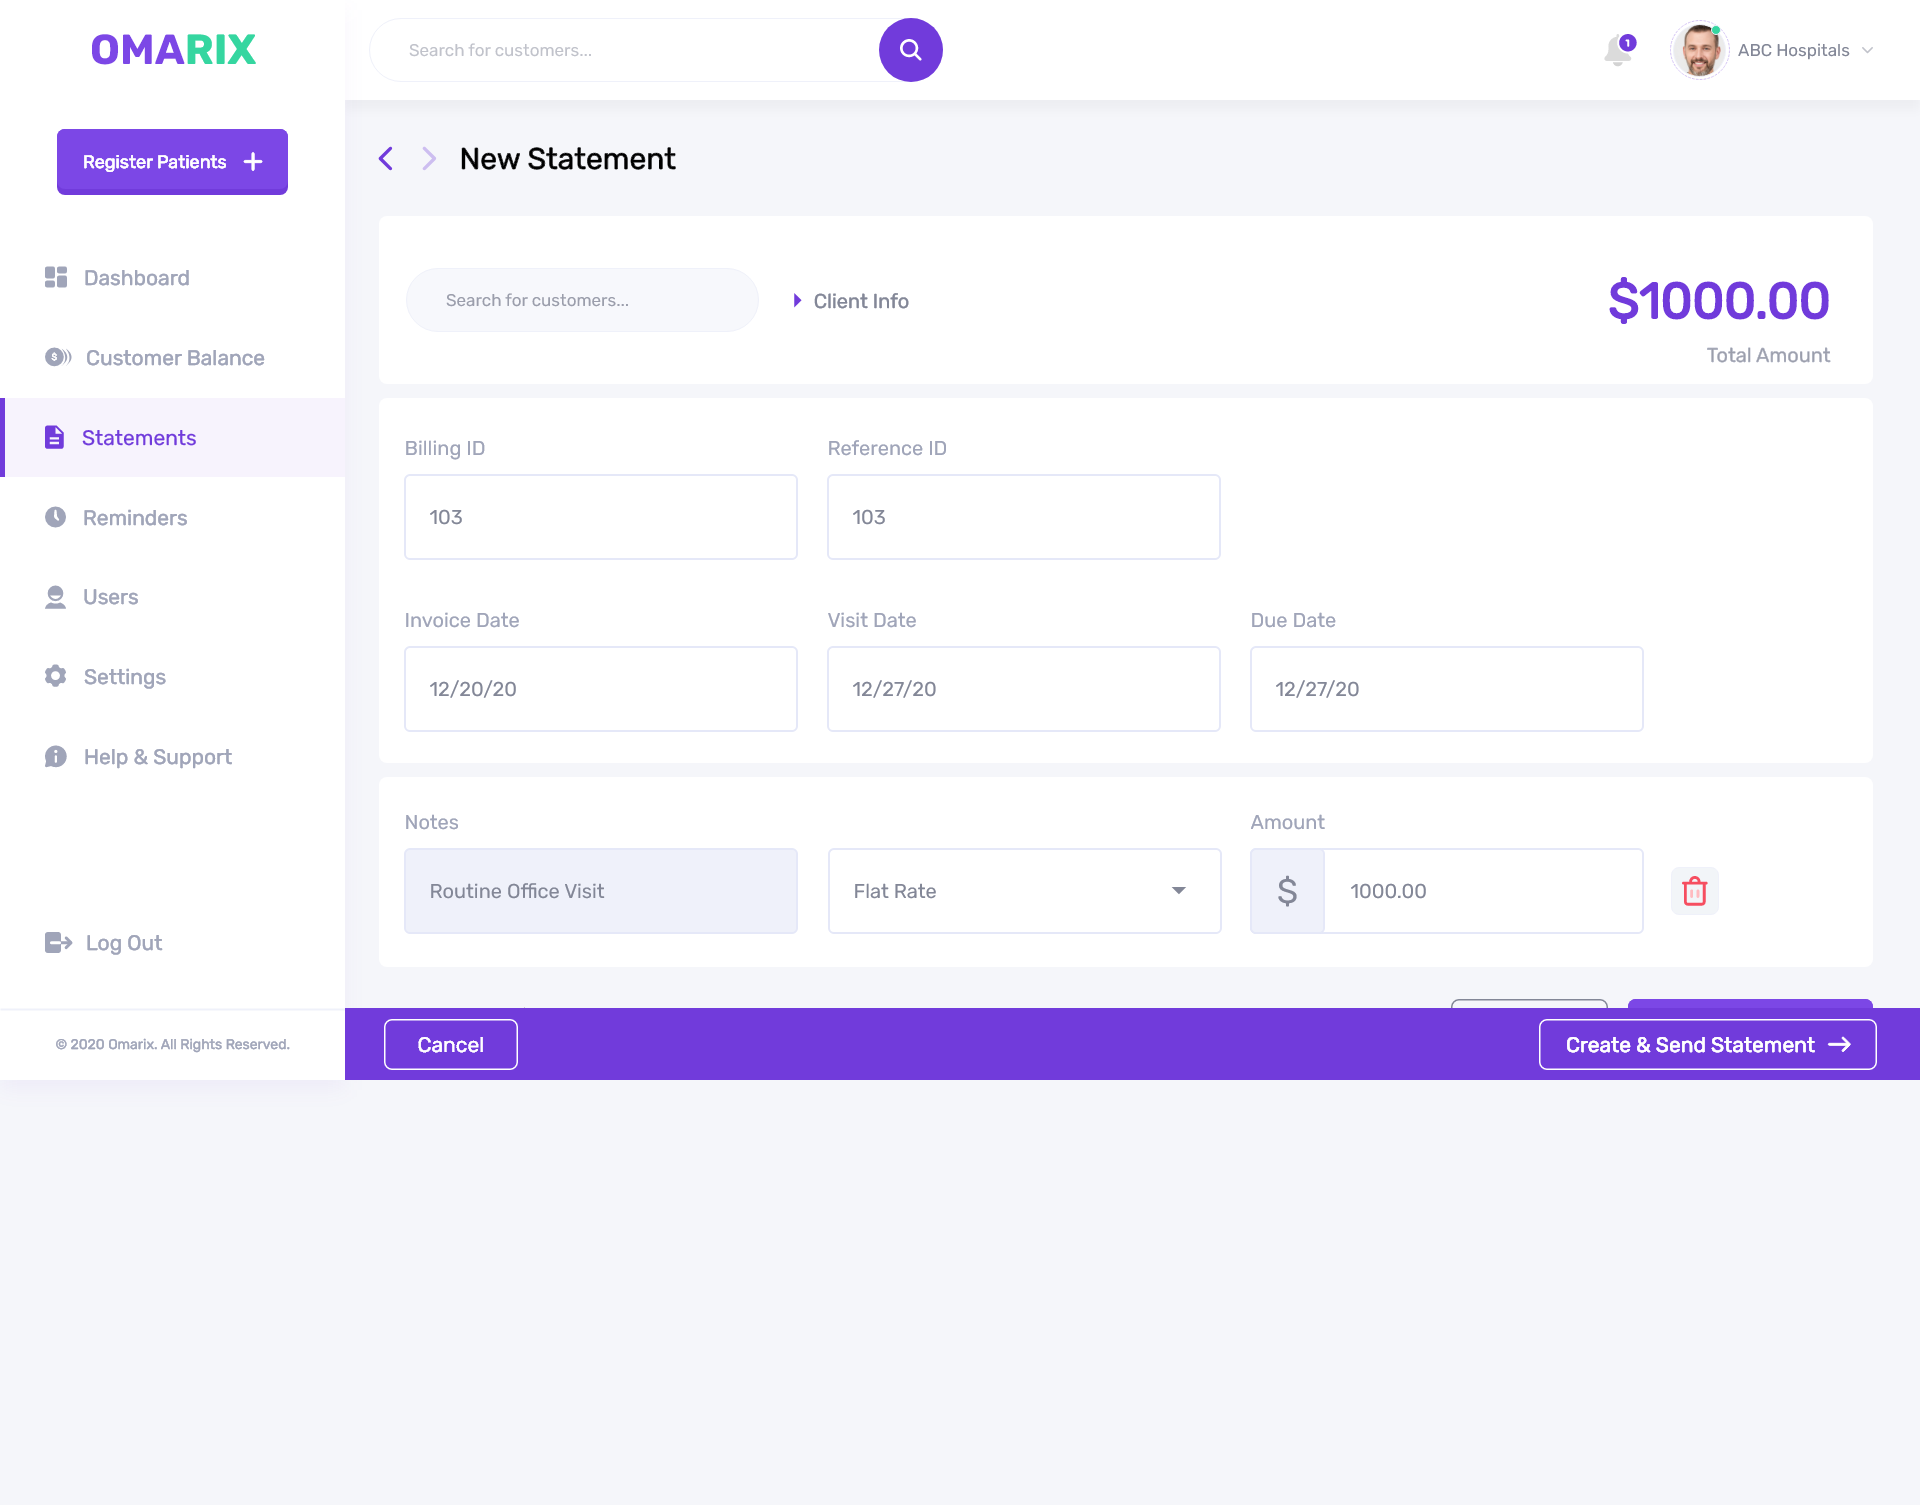 OMARIX
Search for customers...
1
ABC Hospitals
Register Patients
Dashboard
$
Customer Balance
Statements
Reminders
Users
Settings
Help & Support
Log Out
© 2020 Omarix. All Rights Reserved.
New Statement
Search for customers...
Client Info
$1000.00
Total Amount
Billing ID
Reference ID
103
103
Invoice Date
Visit Date
Due Date
12/20/20
12/27/20
12/27/20
Notes
Amount
Routine Office Visit
Flat Rate
$
1000.00
Cancel
Create & Send Statement